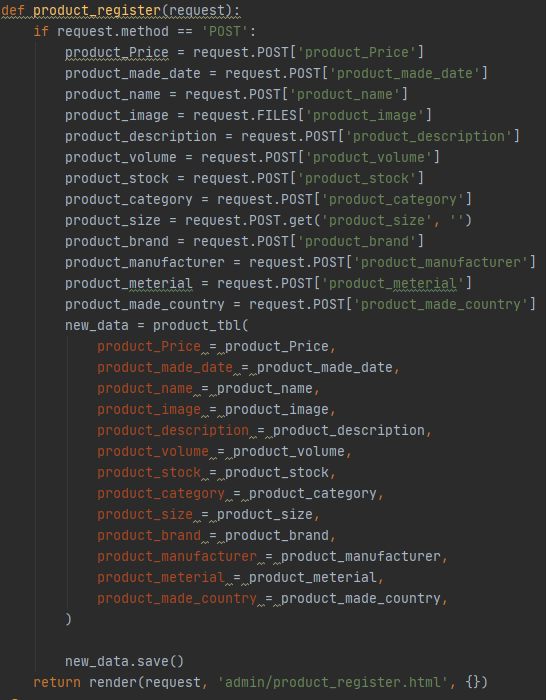 def product_register(request):
    if request.method == 'POST':
        product_Price = request.POST['product_Price']
        product_made_date = request.POST['product_made_date']
        product_name = request.POST['product_name']
        product_image = request.FILES['product_image']
        product_description = request.POST['product_description']
        product_volume = request.POST['product_volume']
        product_stock = request.POST['product_stock']
        product_category = request.POST['product_category']
        product_size = request.POST.get('product_size', '')
        product_brand = request.POST['product_brand']
        product_manufacturer = request.POST['product_manufacturer']
        product_meterial = request.POST['product_meterial']
        product_made_country = request.POST['product_made_country']
        new_data = product_tbl(
            product_Price = product_Price,
            product_made_date = product_made_date,
            product_name = product_name,
            product_image = product_image,
            product_description = product_description,
            product_volume = product_volume,
            product_stock = product_stock,
            product_category = product_category,
            product_size = product_size,
            product_brand = product_brand,
            product_manufacturer = product_manufacturer,
            product_meterial = product_meterial,
            product_made_country = product_made_country,
        )

        new_data.save()
    return render(request, 'admin/product_register.html', {})